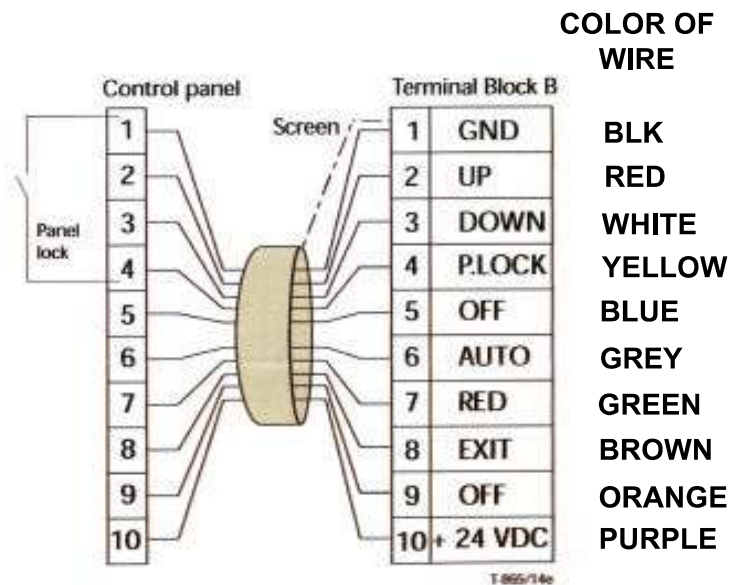 COLOR OF
WIRE
Control panel
Terminal Block B
Screen
Panel
lock
1 1 GND BLK
2 2 UP RED
3 3 DOWN WHITE
4 4 P.LOCK YELLOW
5 5 OFF BLUE
6 6 AUTO GREY
7 7 RED GREEN
8 8 EXIT BROWN
9 9 OFF ORANGE
10 10 + 24 VDC PURPLE
T-865/14e